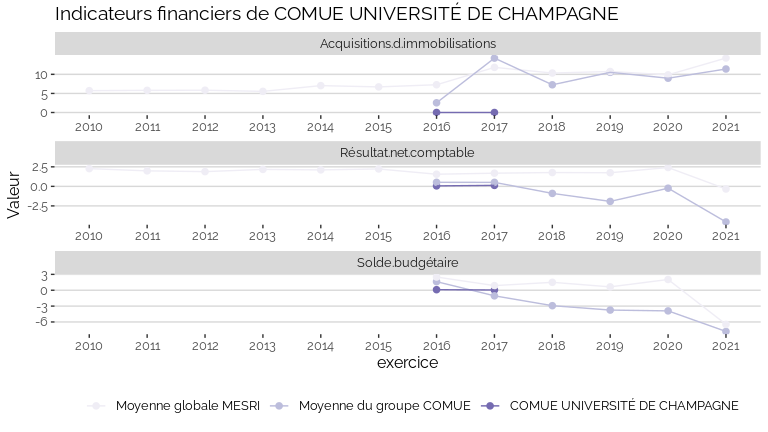 Indicateurs financiers de COMUE UNIVERSITÉ DE CHAMPAGNE
Acquisitions.d.immobilisations
10
5
0
2010 2011 2012 2013 2014 2015 2016 2017 2018 2019 2020 2021
Résultat.net.comptable
2.5
0.0
-2.5
2010 2011 2012 2013 2014 2015 2016 2017 2018 2019 2020 2021
Solde.budgétaire
3
0
-3
-6
2010 2011 2012 2013 2014 2015 2016 2017 2018 2019 2020 2021
Valeur
exercice
Moyenne globale MESRI Moyenne du groupe COMUE COMUE UNIVERSITÉ DE CHAMPAGNE